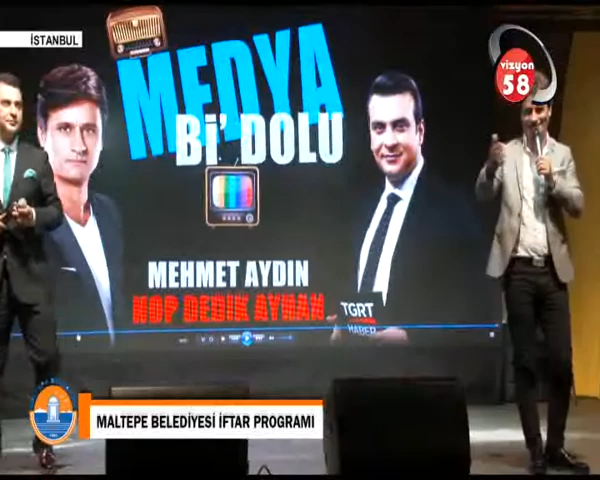 İSTANBUL
vizyon
58
MEDYA
Bi' DOLU
MEHMET AYDIN
HOP DEDİK AYHAN
TGRT
HABER
MALTEPE BELEDİYESİ İFTAR PROGRAMI